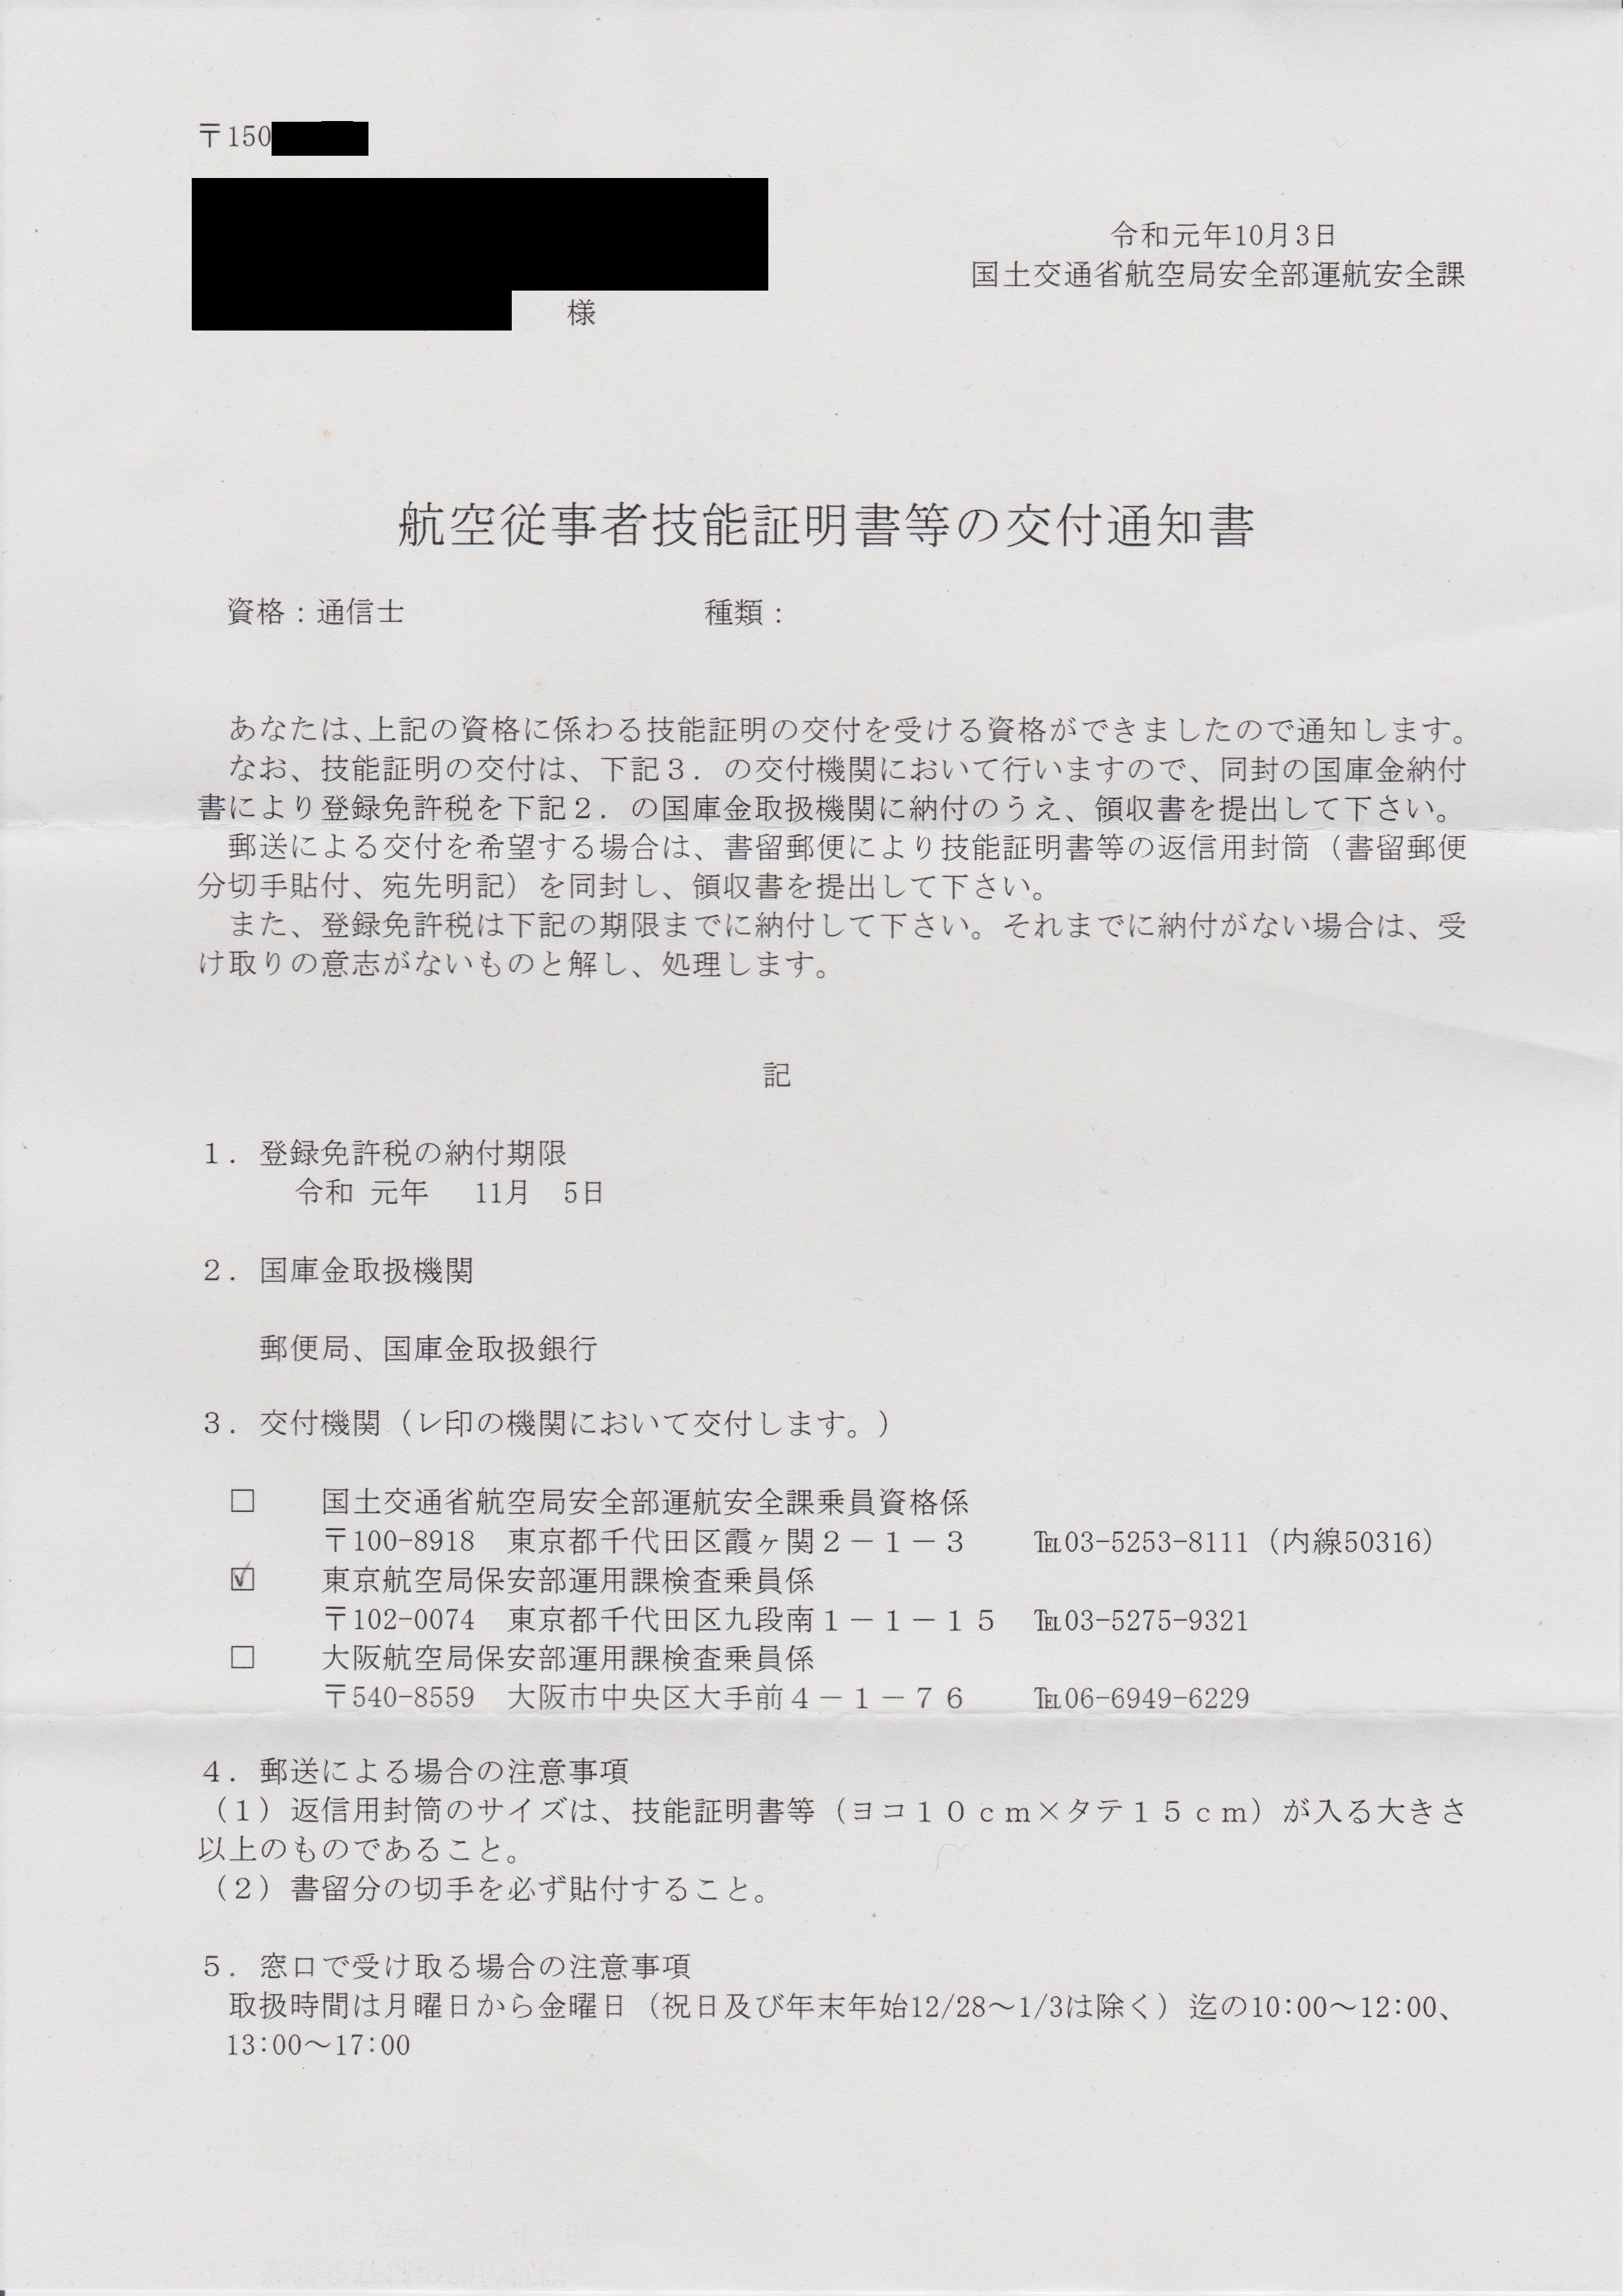 〒150
令和元年10月3日
国土交通省航空局安全部運航安全課
様
航空従事者技能証明書等の交付通知書
資格：通信士　種類：
あなたは、上記の資格に係わる技能証明の交付を受ける資格ができましたので通知します。
なお、技能証明の交付は、下記３．の交付機関において行いますので、同封の国庫金納付
書により登録免許税を下記２．の国庫金取扱機関に納付のうえ、領収書を提出して下さい。
郵送による交付を希望する場合は、書留郵便により技能証明書等の返信用封筒（書留郵便
分切手貼付、宛先明記）を同封し、領収書を提出して下さい。
また、登録免許税は下記の期限までに納付して下さい。それまでに納付がない場合は、受
け取りの意志がないものと解し、処理します。
記
１．登録免許税の納付期限
令和 元年　11月　5日
２．国庫金取扱機関
郵便局、国庫金取扱銀行
３．交付機関（レ印の機関において交付します。）
□　国土交通省航空局安全部運航安全課乗員資格係
〒100-8918　東京都千代田区霞ヶ関２－１－３　℡03-5253-8111（内線50316）
☑　東京航空局保安部運用課検査乗員係
〒102-0074　東京都千代田区九段南１－１－１５　℡03-5275-9321
□　大阪航空局保安部運用課検査乗員係
〒540-8559　大阪市中央区大手前４－１－７６　℡06-6949-6229
４．郵送による場合の注意事項
（１）返信用封筒のサイズは、技能証明書等（ヨコ１０ｃｍ×タテ１５ｃｍ）が入る大きさ
以上のものであること。
（２）書留分の切手を必ず貼付すること。
５．窓口で受け取る場合の注意事項
取扱時間は月曜日から金曜日（祝日及び年末年始12/28～1/3は除く）迄の10:00～12:00、
13:00～17:00